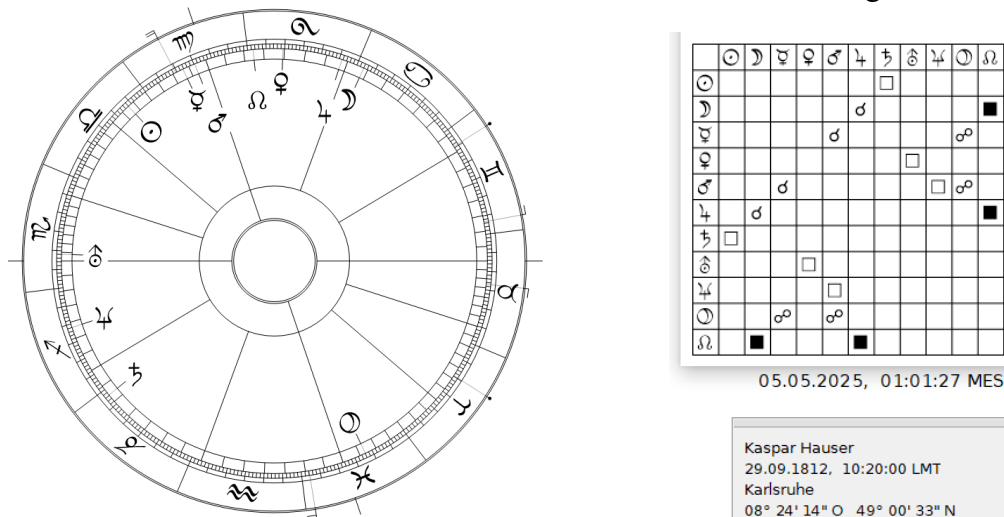 05.05.2025, 01:01:27 MES
Kaspar Hauser
29.09.1812, 10:20:00 LMT
Karlsruhe
08° 24' 14" O 49° 00' 33" N